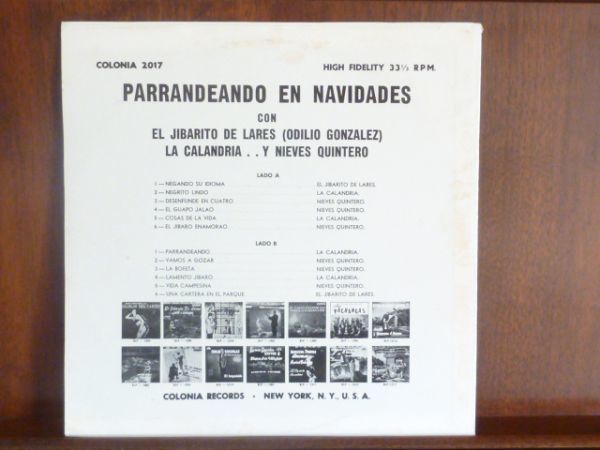 COLONIA 2017 HIGH FIDELITY 33⅓ R P M.
PARRANDEANDO EN NAVIDADES
CON
EL JIBARITO DE LARES (ODILIO GONZALEZ)
LA CALANDRIA . . Y NIEVES QUINTERO
LADO A
1 — NEGANDO SU IDIOMA EL JIBARITO DE LARES.
2 — NEGRITO LINDO LA CALANDRIA.
3 — DESENFUNDE EN CUATRO NIEVES QUINTERO.
4 — EL GUAPO JALAO NIEVES QUINTERO.
5 — COSAS DE LA VIDA LA CALANDRIA.
6 — EL JIBARO ENAMORAO NIEVES QUINTERO.
LADO B
1 — PARRANDEANDO LA CALANDRIA.
2 — VAMOS A GOZAR NIEVES QUINTERO.
3 — LA NIEVES QUINTERO.
4 — LAMENTO JIBARO LA CALANDRIA.
5 — VIDA CAMPESINA NIEVES QUINTERO.
6 — UNA CARTERA EN EL PARQUE EL JIBARITO DE LARES.
PACHANGAS
COLONIA RECORDS - NEW YORK, N. Y., U. S. A.